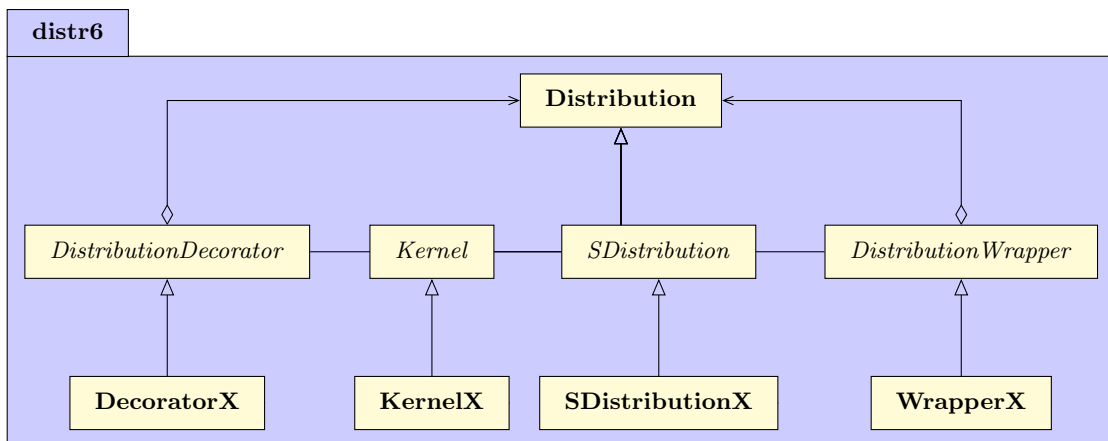 distr6
Distribution
DistributionDecorator
Kernel
SDistribution
DistributionWrapper
DecoratorX
KernelX
SDistributionX
WrapperX